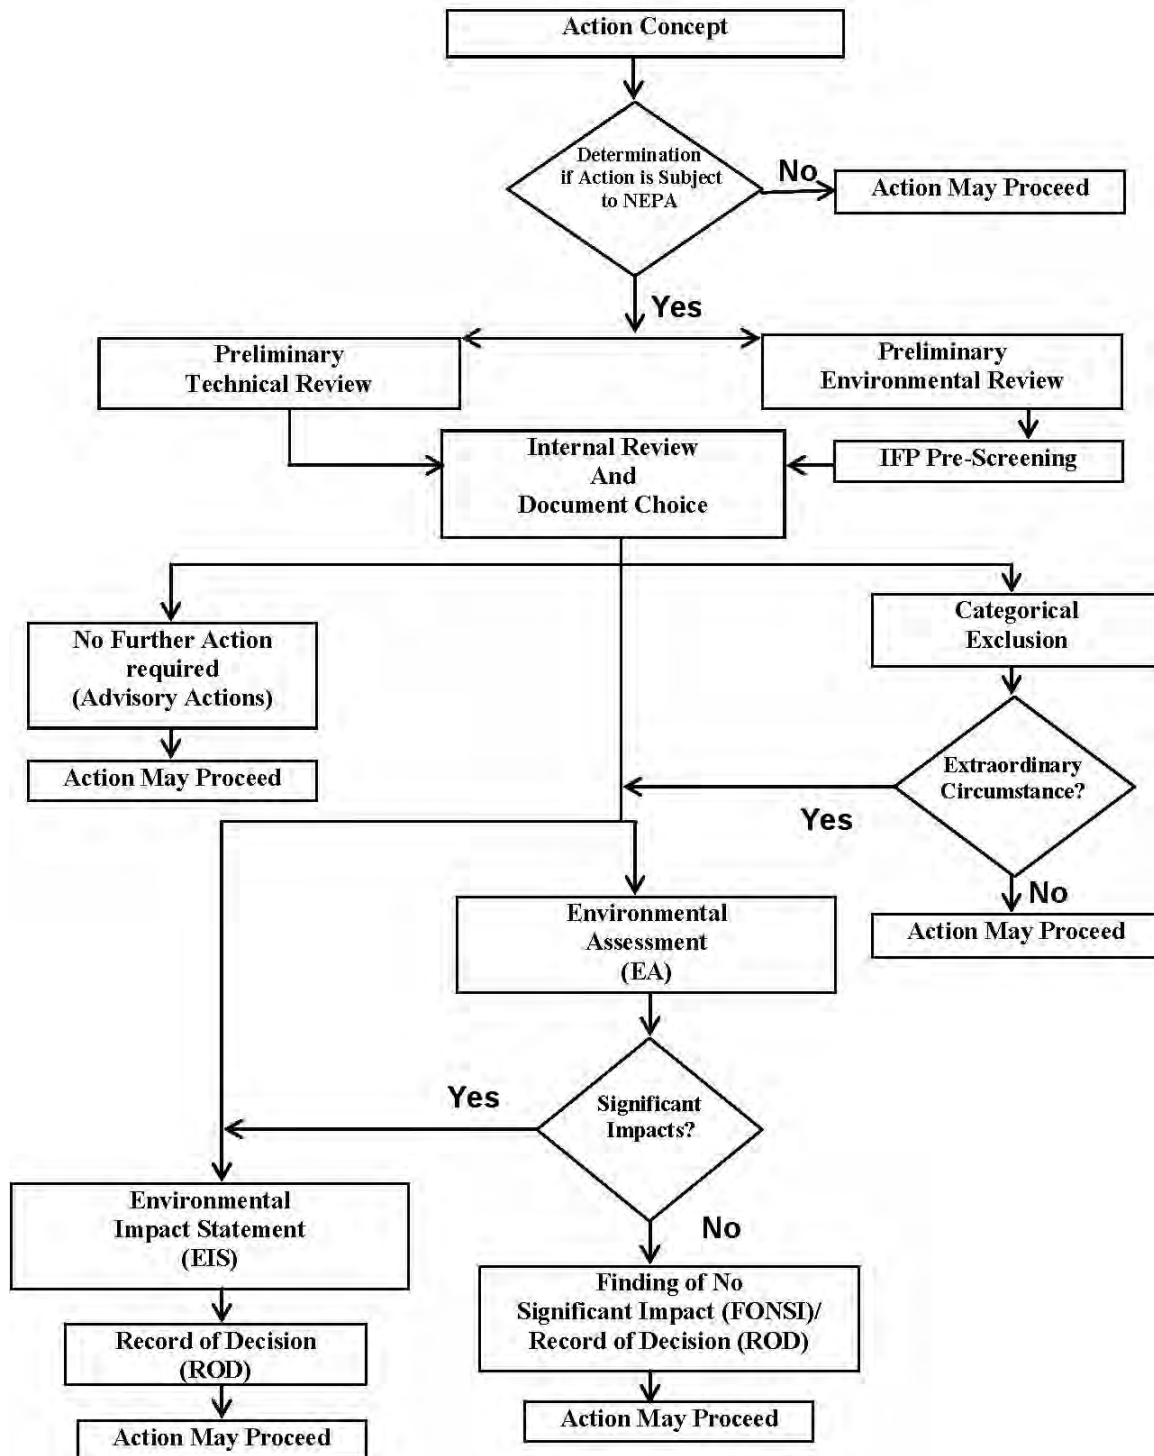 Action Concept
Determination
if Action is Subject
to NEPA
No
Action May Proceed
Yes
Preliminary
Technical Review
Preliminary
Environmental Review
Internal Review
And
Document Choice
IFP Pre-Screening
No Further Action
required
(Advisory Actions)
Action May Proceed
Categorical
Exclusion
Extraordinary
Circumstance?
Yes
No
Action May Proceed
Environmental
Assessment
(EA)
Significant
Impacts?
Yes
No
Environmental
Impact Statement
(EIS)
Record of Decision
(ROD)
Action May Proceed
Finding of No
Significant Impact (FONSI)/
Record of Decision (ROD)
Action May Proceed